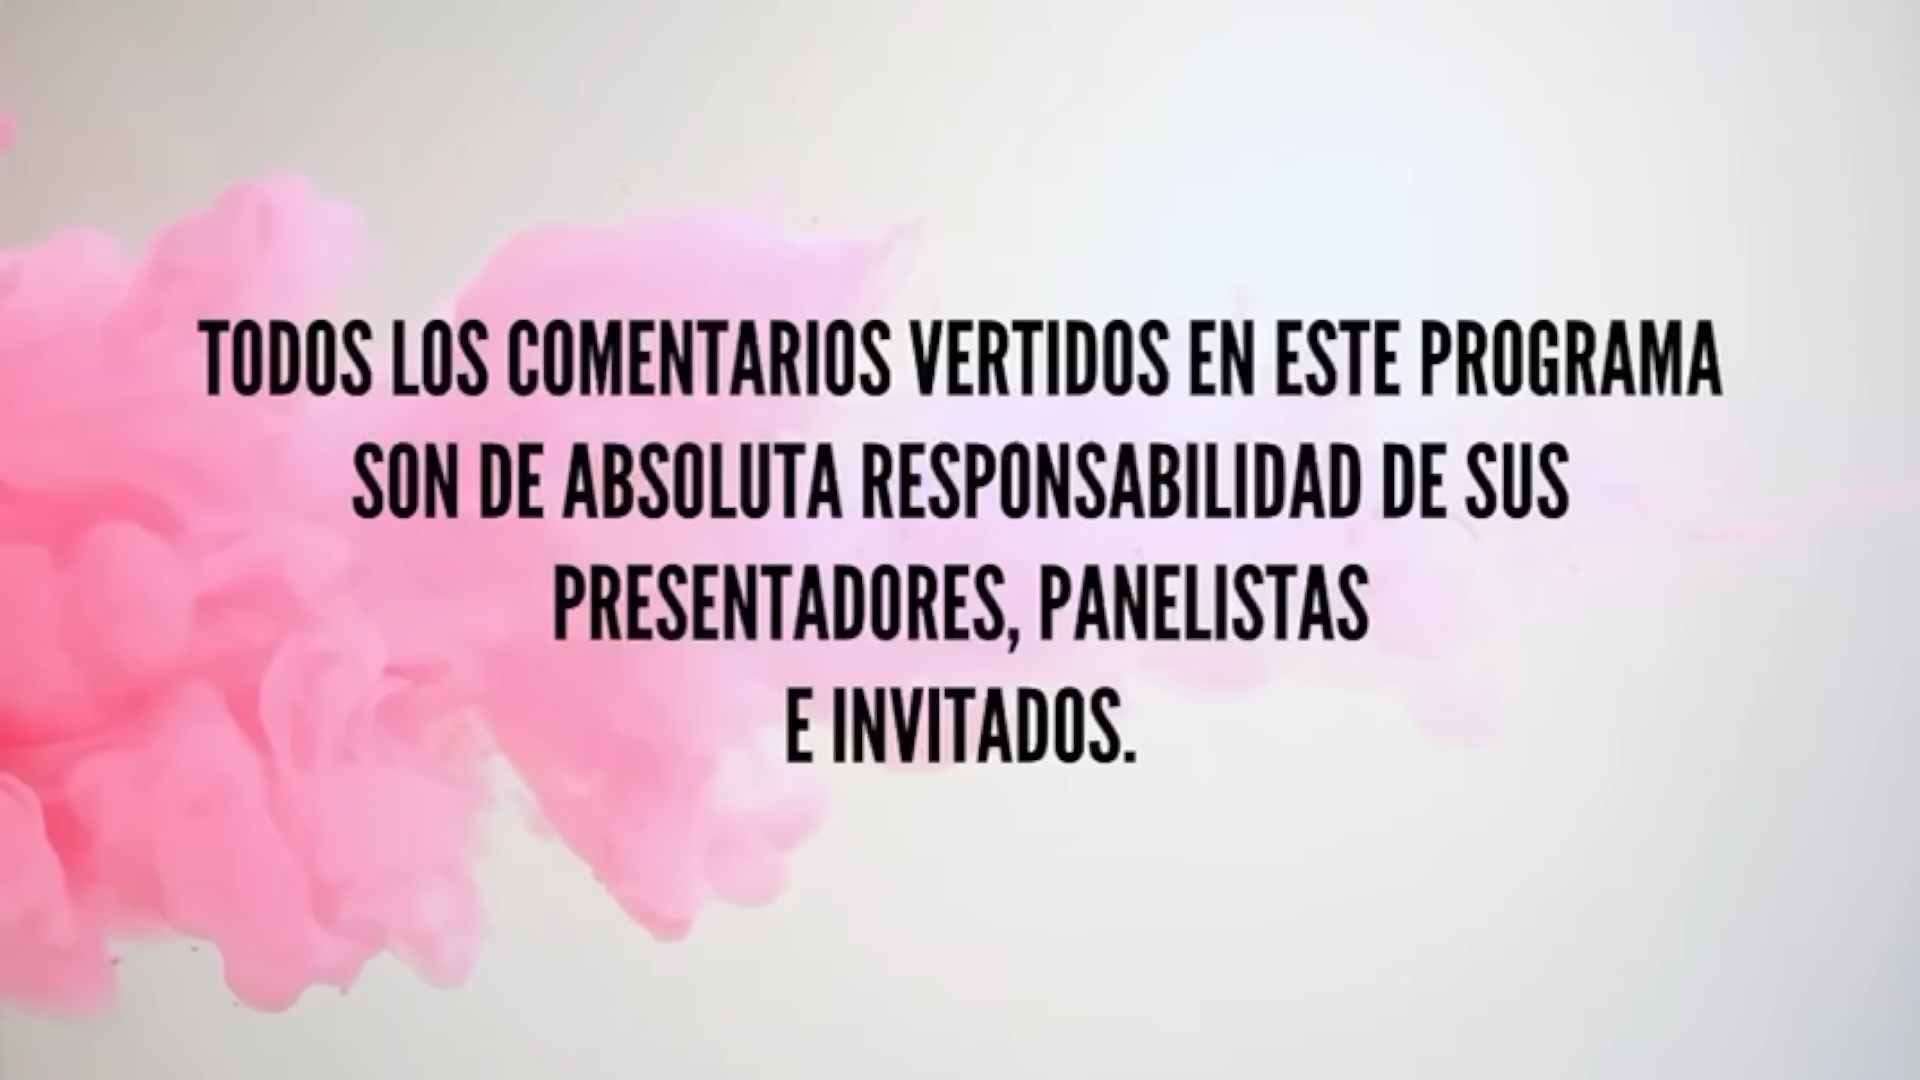 TODOS LOS COMENTARIOS VERTIDOS EN ESTE PROGRAMA
SON DE ABSOLUTA RESPONSABILIDAD DE SUS
PRESENTADORES, PANELISTAS
E INVITADOS.